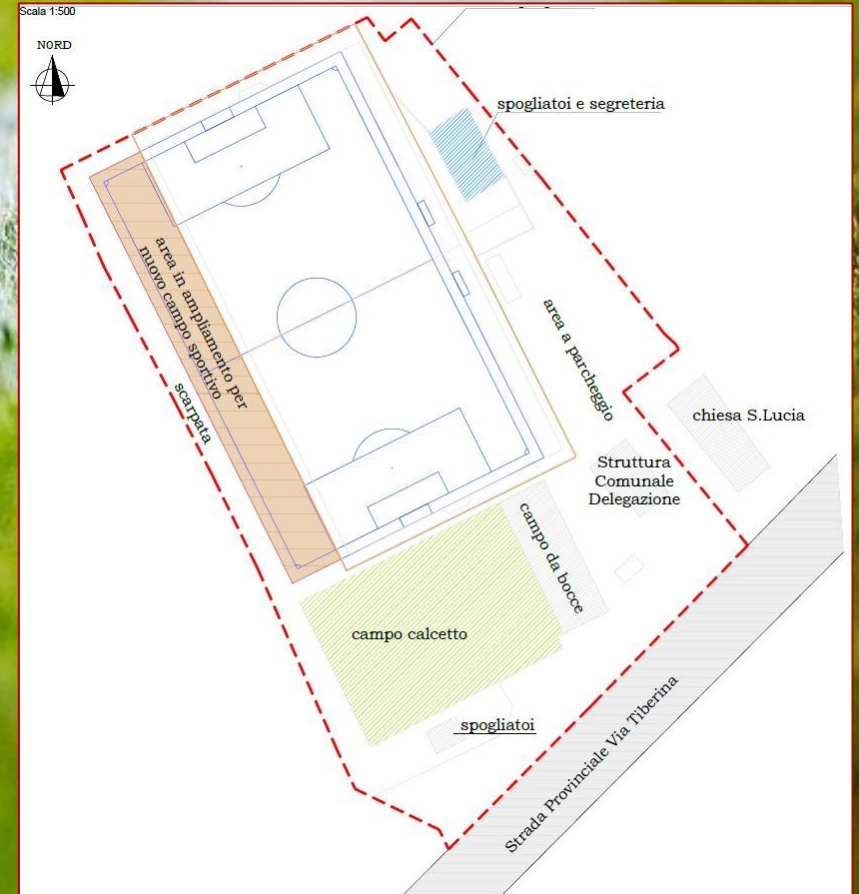 Scala 1:500
NORD
spogliatoi e segreteria
area in ampliamento per
nuovo campo sportivo
scarpata
area a parcheggio
chiesa S.Lucia
Struttura
Comunale
Delegazione
campo da bocce
campo calcetto
spogliatoi
Strada Provinciale Via Tiberina